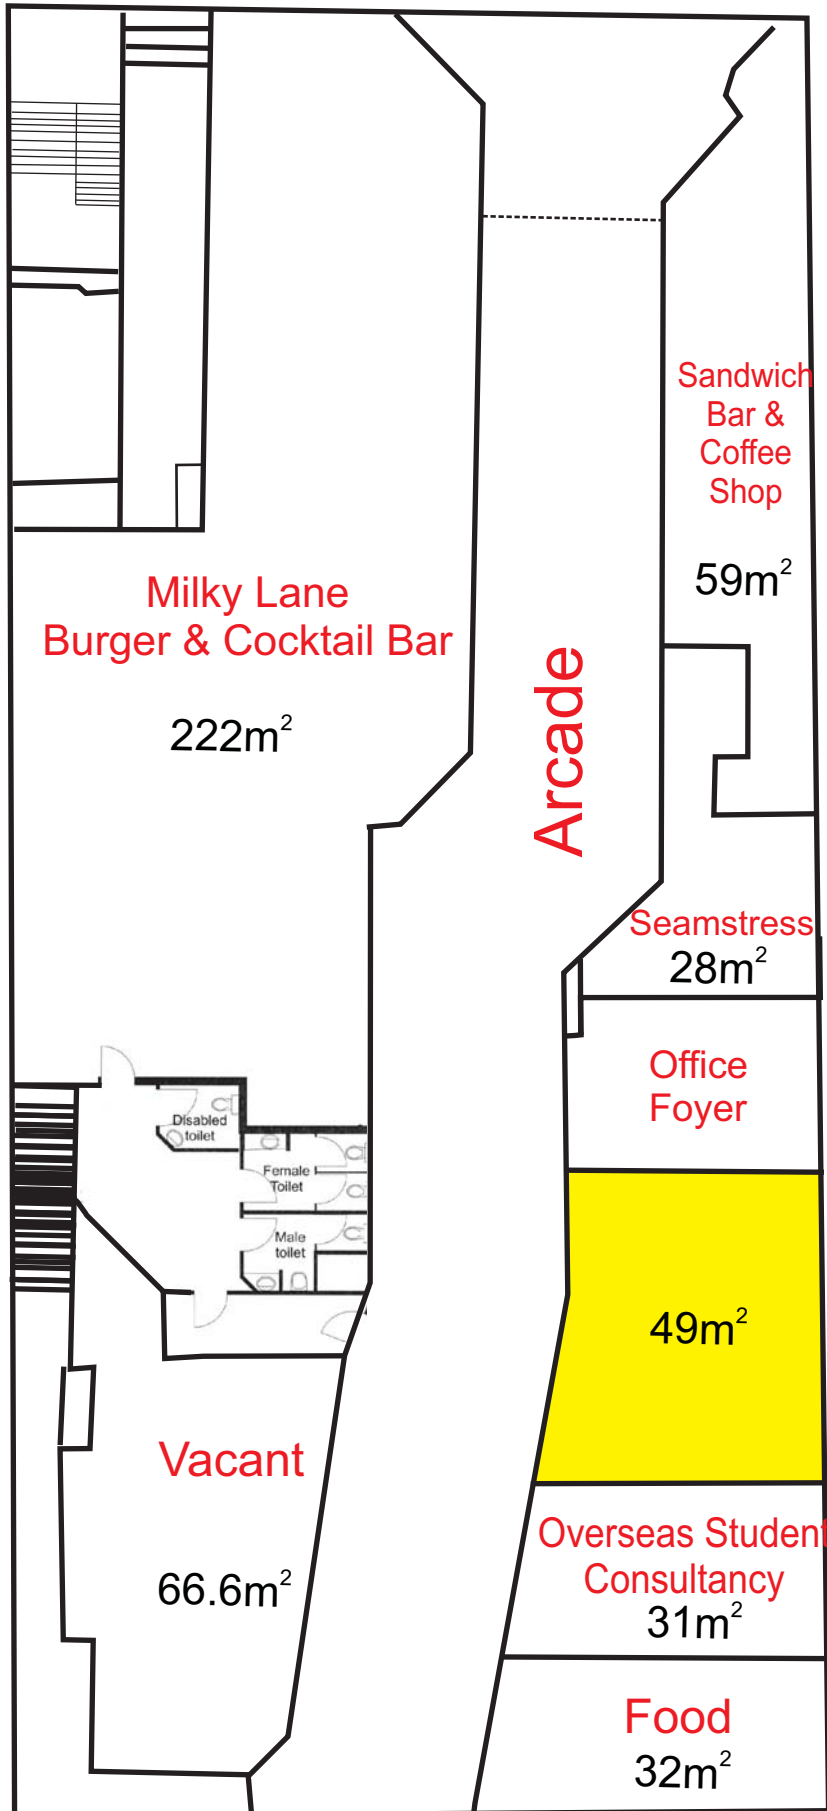 Sandwich
Bar &
Coffee
Shop
59m²
Milky Lane
Burger & Cocktail Bar
222m²
Arcade
Seamstress
28m²
Office
Foyer
Disabled
toilet
Female
Toilet
Male
toilet
49m²
Vacant
66.6m²
Overseas Student
Consultancy
31m²
Food
32m²